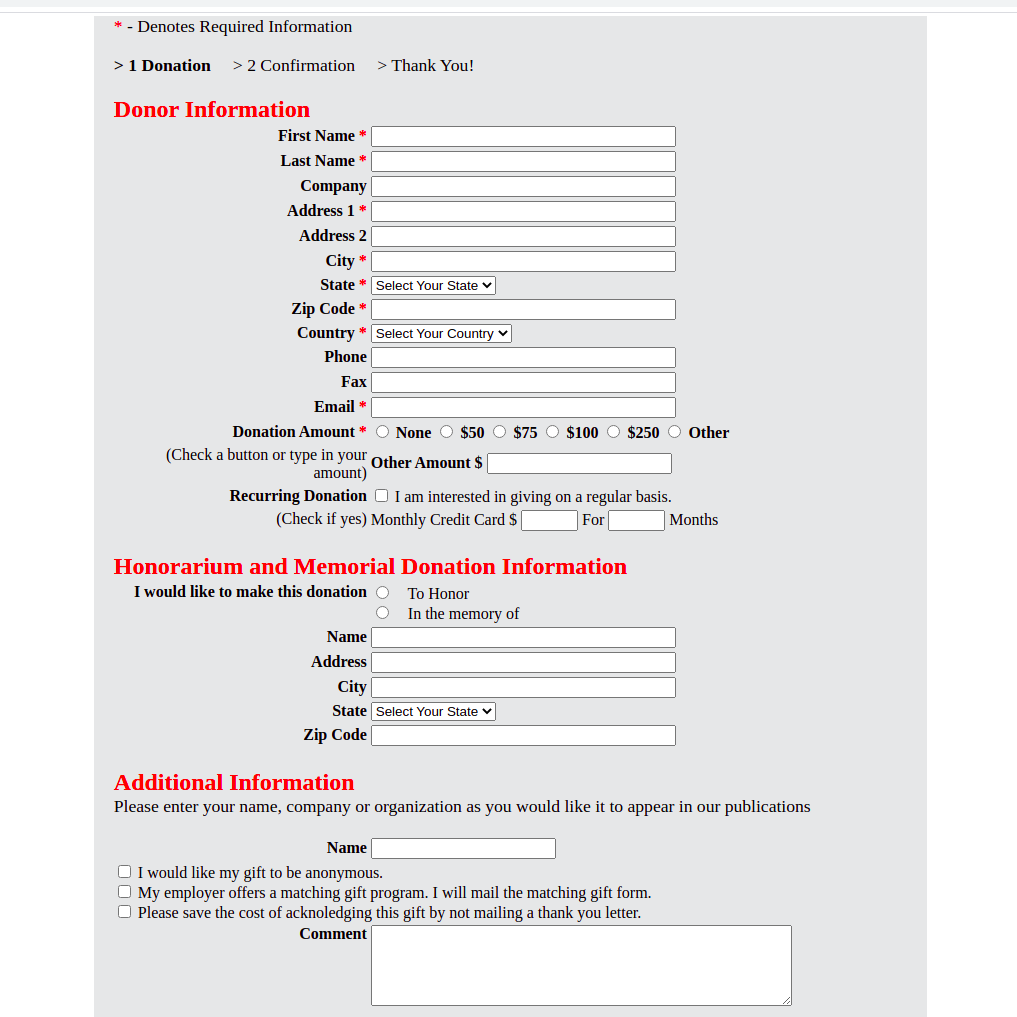 * - Denotes Required Information
> 1 Donation > 2 Confirmation > Thank You!
Donor Information
First Name *
Last Name *
Company
Address 1 *
Address 2
City *
State * Select Your State
Zip Code *
Country * Select Your Country
Phone
Fax
Email *
Donation Amount * None $50 $75 $100 $250 Other
(Check a button or type in your
amount) Other Amount $
Recurring Donation I am interested in giving on a regular basis.
(Check if yes) Monthly Credit Card $ For Months
Honorarium and Memorial Donation Information
I would like to make this donation To Honor
In the memory of
Name
Address
City
State Select Your State
Zip Code
Additional Information
Please enter your name, company or organization as you would like it to appear in our publications
Name
I would like my gift to be anonymous.
My employer offers a matching gift program. I will mail the matching gift form.
Please save the cost of acknoledging this gift by not mailing a thank you letter.
Comment